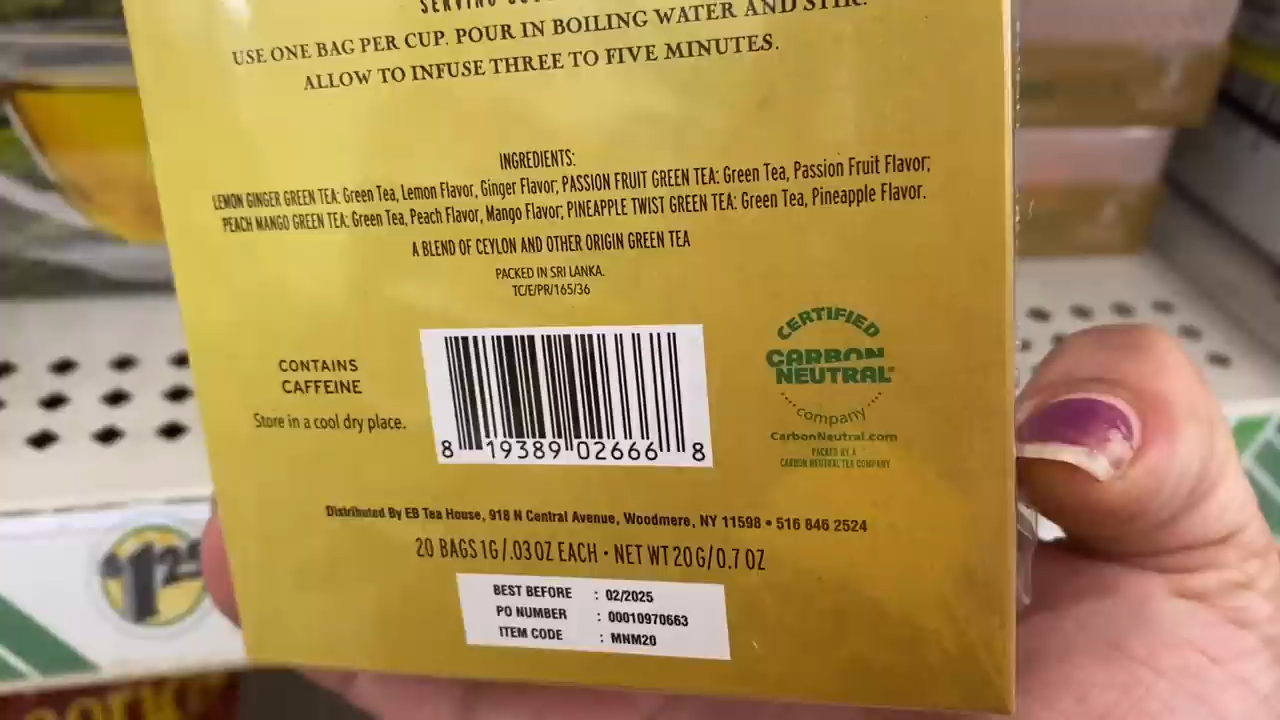 USE ONE BAG PER CUP. POUR IN BOILING WATER AND STIR.
ALLOW TO INFUSE THREE TO FIVE MINUTES.
INGREDIENTS:
LEMON GINGER GREEN TEA: Green Tea, Lemon Flavor, Ginger Flavor; PASSION FRUIT GREEN TEA: Green Tea, Passion Fruit Flavor;
PEACH MANGO GREEN TEA: Green Tea, Peach Flavor, Mango Flavor; PINEAPPLE TWIST GREEN TEA: Green Tea, Pineapple Flavor.
A BLEND OF CEYLON AND OTHER ORIGIN GREEN TEA
PACKED IN SRI LANKA.
TC/E/PR/165/36
CONTAINS
CAFFEINE
Store in a cool dry place.
8 19389 02666 8
CERTIFIED
CARBON
NEUTRAL®
company
CarbonNeutral.com
PACKED BY A
CARBON NEUTRAL TEA COMPANY
Distributed By EB Tea House, 918 N Central Avenue, Woodmere, NY 11598 • 516 846 2524
20 BAGS 1G/.03 OZ EACH • NET WT 20 G/0.7 OZ
BEST BEFORE : 02/2025
PO NUMBER : 00010970663
ITEM CODE : MNM20
$1.25